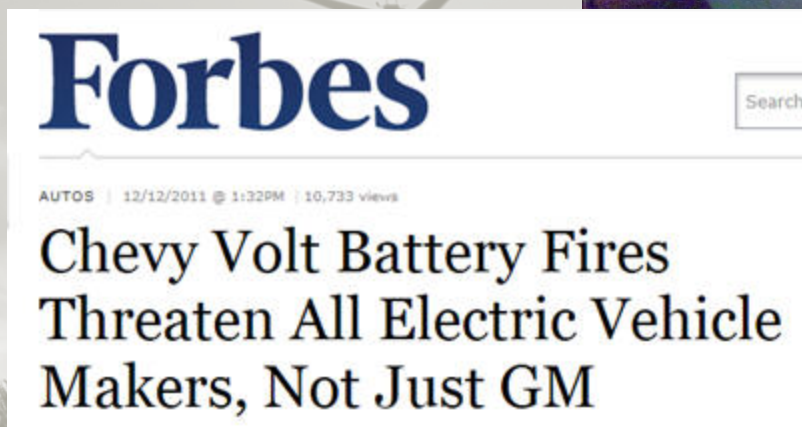 Forbes
Search
AUTOS | 12/12/2011 @ 1:32PM | 10,733 views
Chevy Volt Battery Fires
Threaten All Electric Vehicle
Makers, Not Just GM